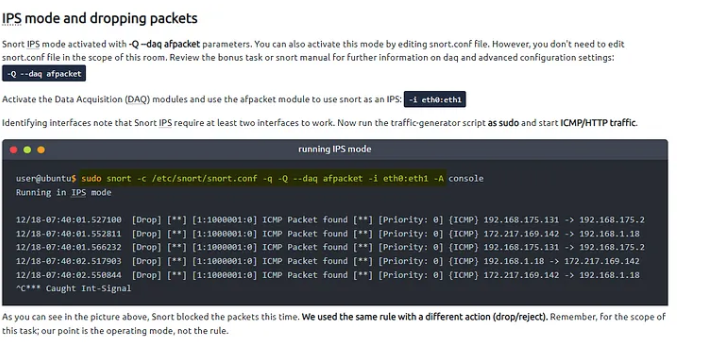 IPS mode and dropping packets
Snort IPS mode activated with -Q --daq afpacket parameters. You can also activate this mode by editing snort.conf file. However, you don't need to edit
snort.conf file in the scope of this room. Review the bonus task or snort manual for further information on daq and advanced configuration settings:
-Q --daq afpacket
Activate the Data Acquisition (DAQ) modules and use the afpacket module to use snort as an IPS: -i eth0:eth1
Identifying interfaces note that Snort IPS require at least two interfaces to work. Now run the traffic-generator script as sudo and start ICMP/HTTP traffic.
running IPS mode
user@ubuntu$ sudo snort -c /etc/snort/snort.conf -q -Q --daq afpacket -i eth0:eth1 -A console
Running in IPS mode
12/18-07:40:01.527100 [Drop] [**] [1:1000001:0] ICMP Packet found [**] [Priority: 0] {ICMP} 192.168.175.131 -> 192.168.175.2
12/18-07:40:01.552811 [Drop] [**] [1:1000001:0] ICMP Packet found [**] [Priority: 0] {ICMP} 172.217.169.142 -> 192.168.1.18
12/18-07:40:01.566232 [Drop] [**] [1:1000001:0] ICMP Packet found [**] [Priority: 0] {ICMP} 192.168.175.131 -> 192.168.175.2
12/18-07:40:02.517903 [Drop] [**] [1:1000001:0] ICMP Packet found [**] [Priority: 0] {ICMP} 192.168.1.18 -> 172.217.169.142
12/18-07:40:02.550844 [Drop] [**] [1:1000001:0] ICMP Packet found [**] [Priority: 0] {ICMP} 172.217.169.142 -> 192.168.1.18
^C*** Caught Int-Signal
As you can see in the picture above, Snort blocked the packets this time. We used the same rule with a different action (drop/reject). Remember, for the scope of
this task; our point is the operating mode, not the rule.